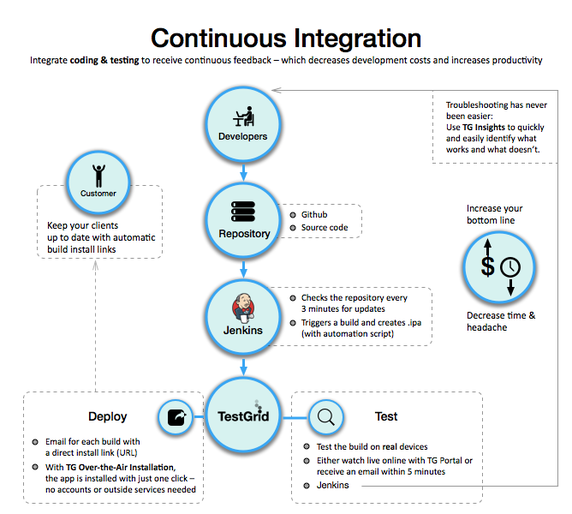 Continuous Integration
Integrate coding & testing to receive continuous feedback – which decreases development costs and increases productivity
Developers
Troubleshooting has never
been easier:
Use TG Insights to quickly
and easily identify what
works and what doesn't.
Customer
Keep your clients
up to date with automatic
build install links
Repository
Github
Source code
Increase your
bottom line
$
Decrease time &
headache
Jenkins
Checks the repository every
3 minutes for updates
Triggers a build and creates .ipa
(with automation script)
Deploy
Email for each build with
a direct install link (URL)
With TG Over-the-Air Installation,
the app is installed with just one click –
no accounts or outside services needed
TestGrid
Test
Test the build on real devices
Either watch live online with TG Portal or
receive an email within 5 minutes
Jenkins